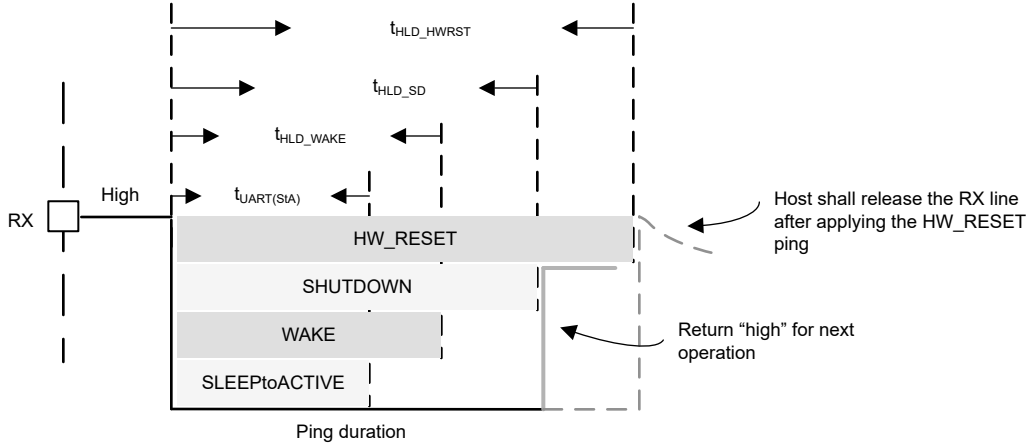 tHLD_HWRST
tHLD_SD
tHLD_WAKE
tUART(StA)
High
RX
Host shall release the RX line
after applying the HW_RESET
ping
HW_RESET
SHUTDOWN
WAKE
SLEEPtoACTIVE
Return “high” for next
operation
Ping duration